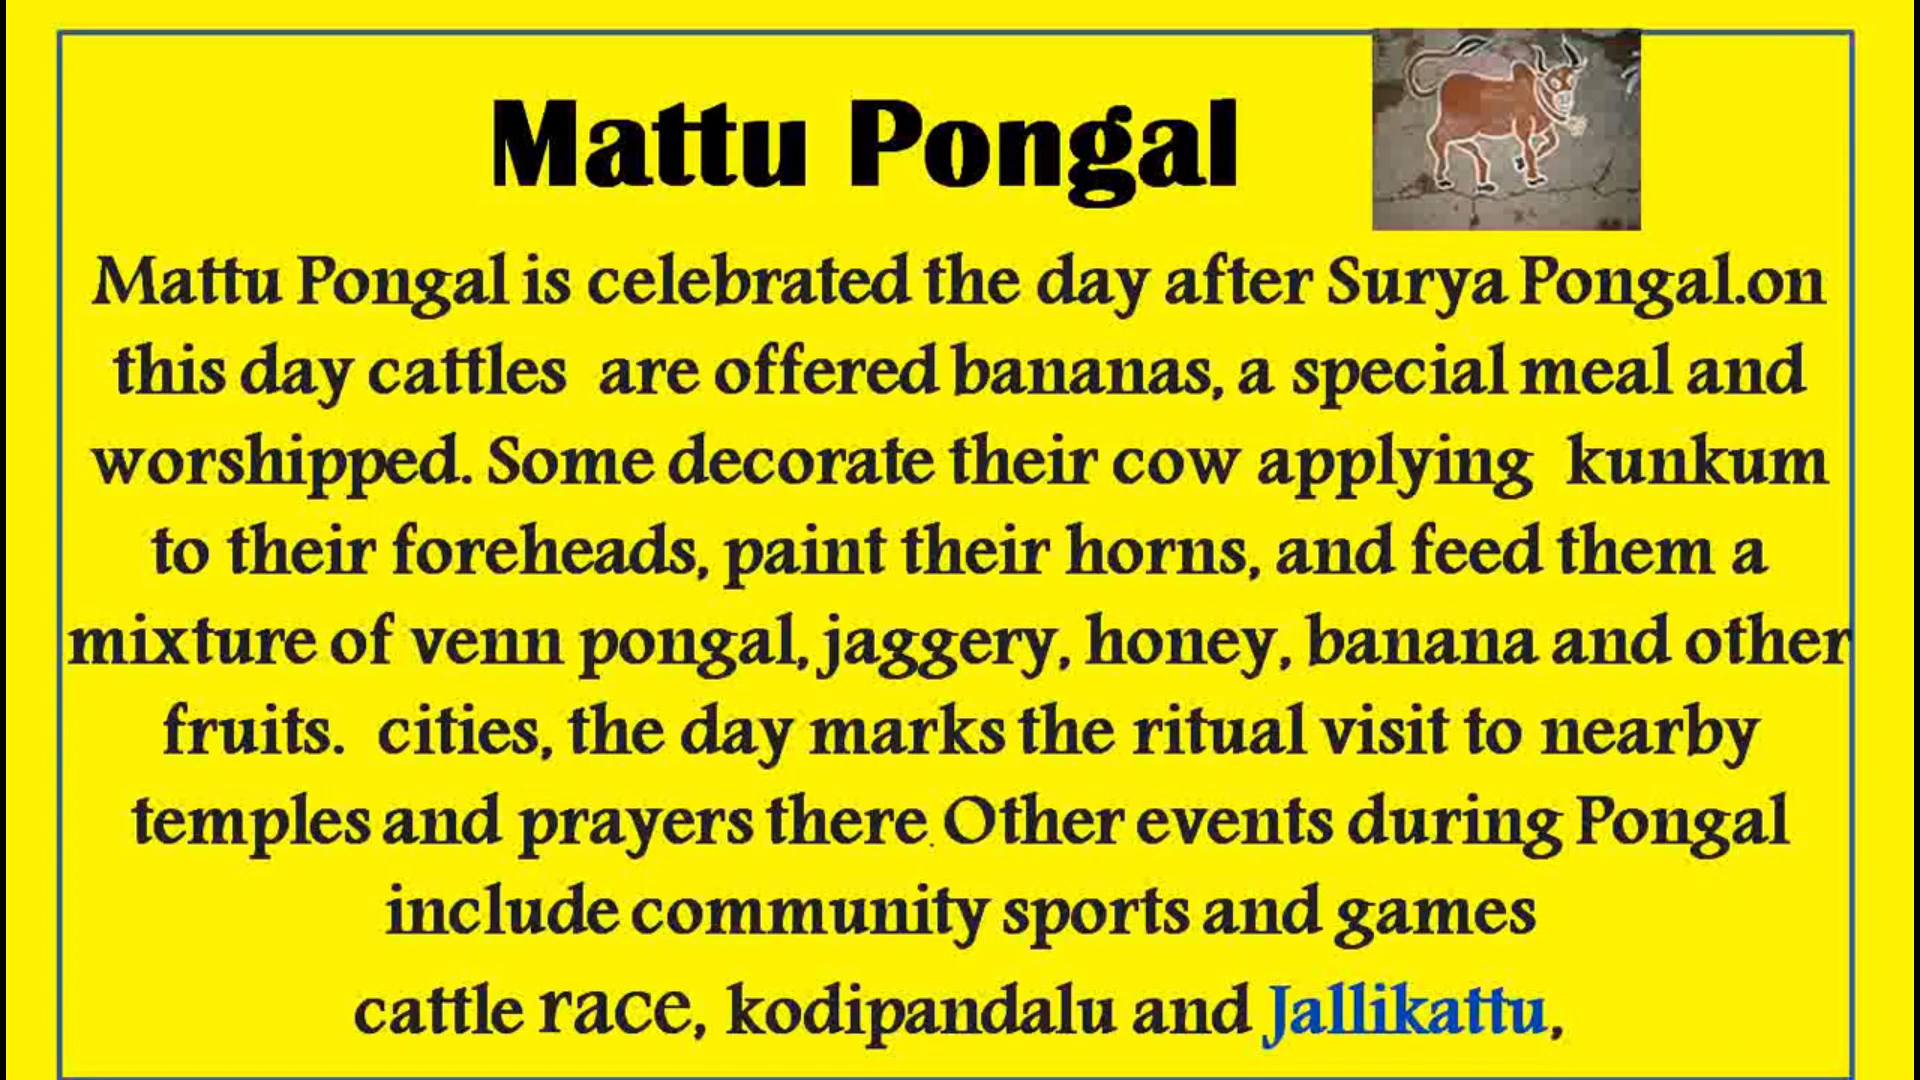 Mattu Pongal
Mattu Pongal is celebrated the day after Surya Pongal.on
this day cattles are offered bananas, a special meal and
worshipped. Some decorate their cow applying kunkum
to their foreheads, paint their horns, and feed them a
mixture of venn pongal, jaggery, honey, banana and other
fruits. cities, the day marks the ritual visit to nearby
temples and prayers there. Other events during Pongal
include community sports and games
cattle race, kodipandalu and Jallikattu,